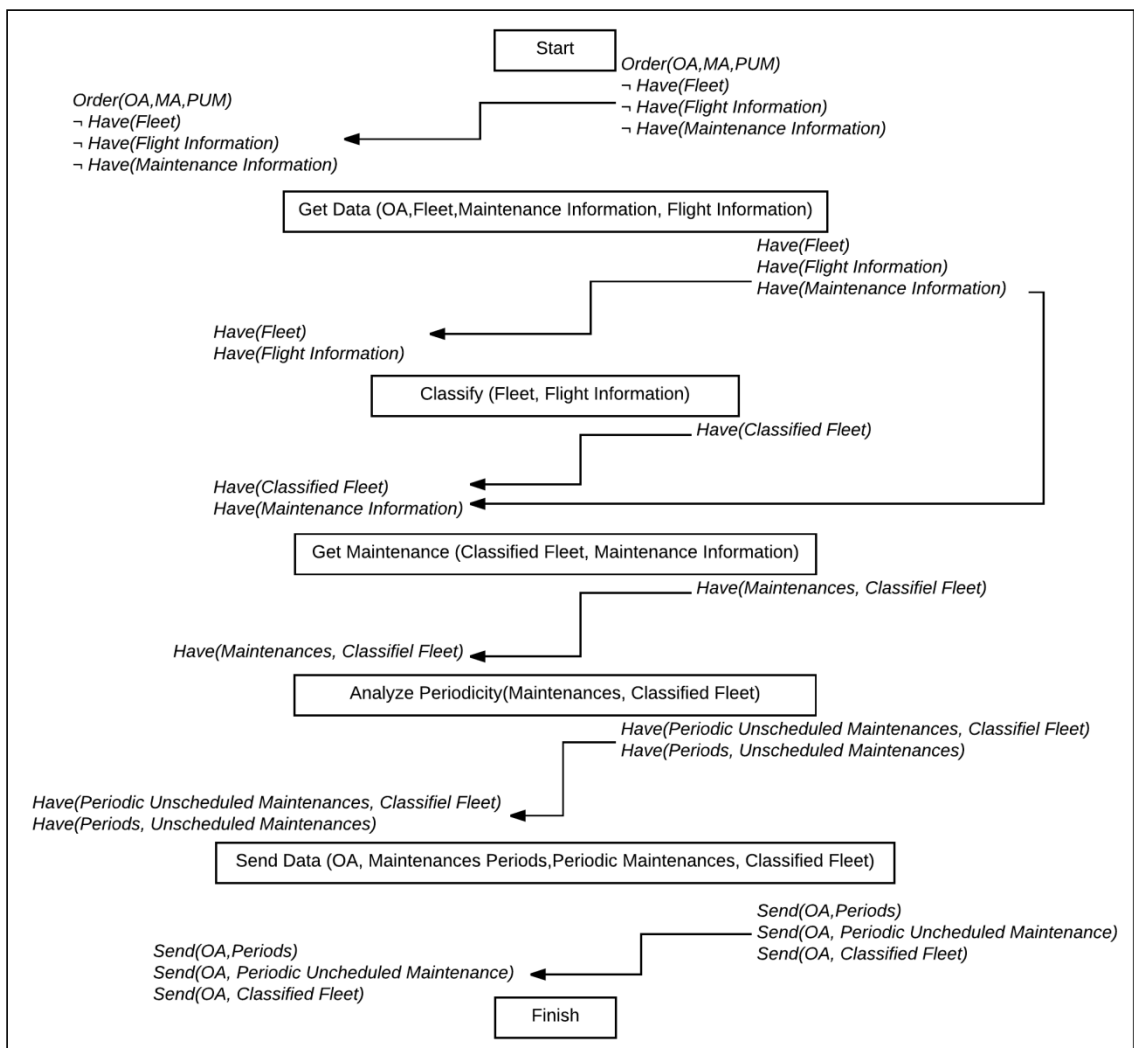 Start
Order(OA,MA,PUM)
¬ Have(Fleet)
¬ Have(Flight Information)
¬ Have(Maintenance Information)
Order(OA,MA,PUM)
¬ Have(Fleet)
¬ Have(Flight Information)
¬ Have(Maintenance Information)
Get Data (OA,Fleet,Maintenance Information, Flight Information)
Have(Fleet)
Have(Flight Information)
Have(Maintenance Information)
Have(Fleet)
Have(Flight Information)
Classify (Fleet, Flight Information)
Have(Classified Fleet)
Have(Classified Fleet)
Have(Maintenance Information)
Get Maintenance (Classified Fleet, Maintenance Information)
Have(Maintenances, Classifiel Fleet)
Have(Maintenances, Classifiel Fleet)
Analyze Periodicity(Maintenances, Classified Fleet)
Have(Periodic Unscheduled Maintenances, Classifiel Fleet)
Have(Periods, Unscheduled Maintenances)
Have(Periodic Unscheduled Maintenances, Classifiel Fleet)
Have(Periods, Unscheduled Maintenances)
Send Data (OA, Maintenances Periods,Periodic Maintenances, Classified Fleet)
Send(OA,Periods)
Send(OA, Periodic Uncheduled Maintenance)
Send(OA, Classified Fleet)
Send(OA,Periods)
Send(OA, Periodic Uncheduled Maintenance)
Send(OA, Classified Fleet)
Finish